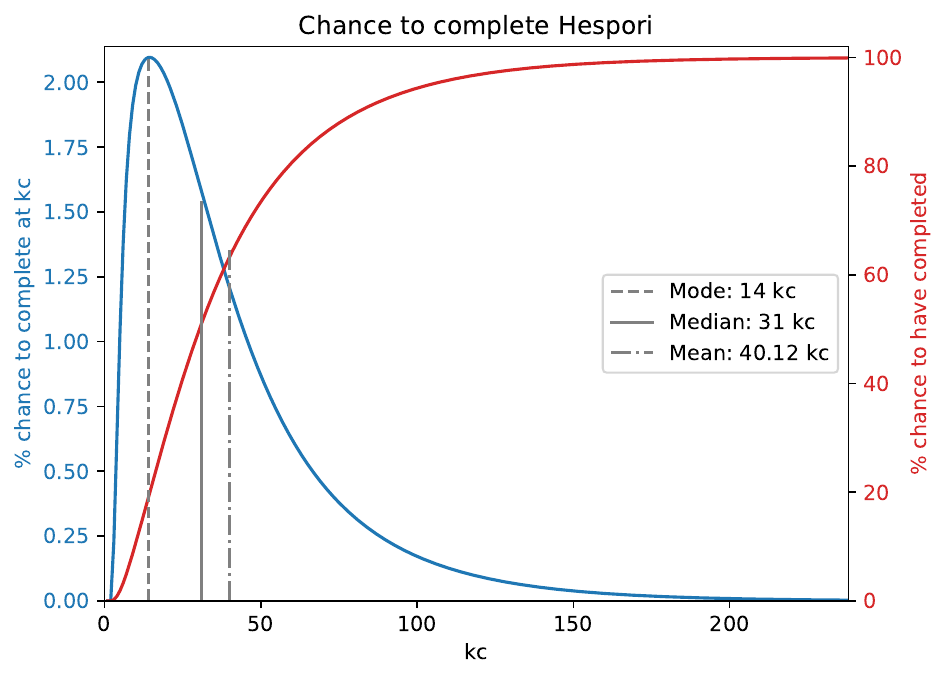 Chance to complete Hespori
% chance to complete at kc
2.00
1.75
1.50
1.25
1.00
0.75
0.50
0.25
0.00
Mode: 14 kc
Median: 31 kc
Mean: 40.12 kc
100
80
60
40
20
0
% chance to have completed
0 50 100 150 200
kc